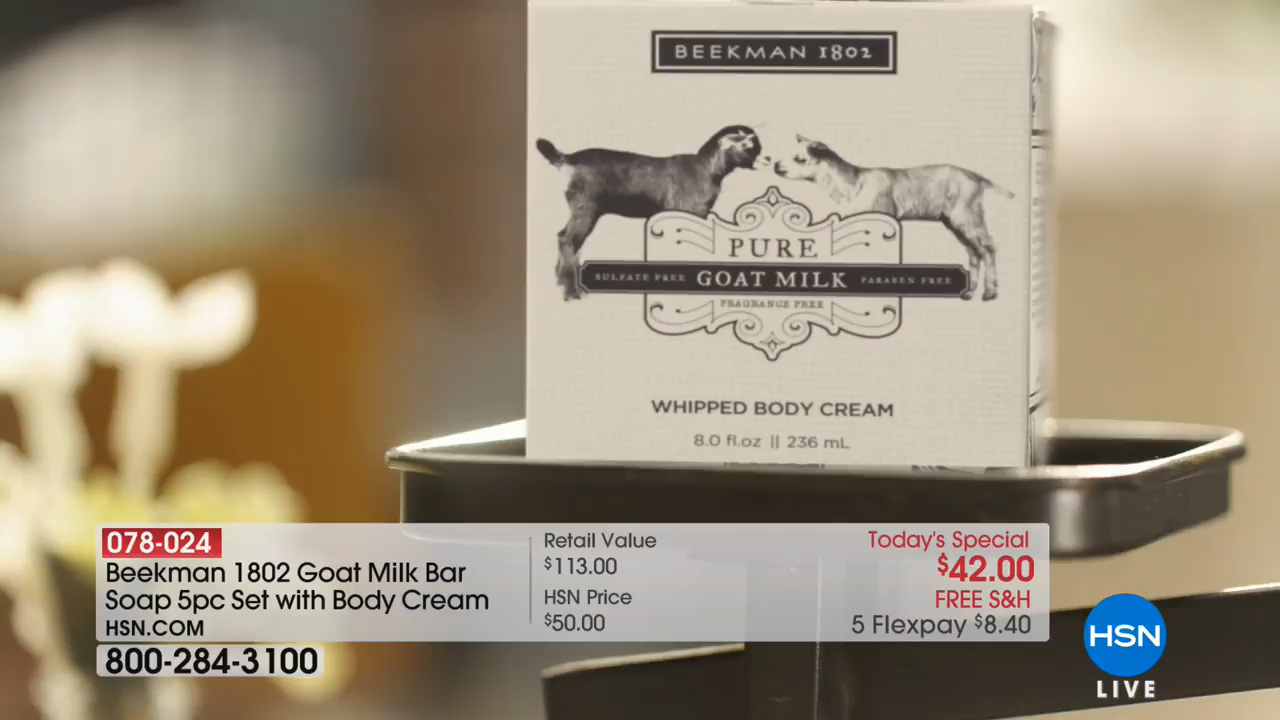 BEEKMAN 1802
PURE
SULFATE FREE GOAT MILK PARABEN FREE
FRAGRANCE FREE
WHIPPED BODY CREAM
8.0 fl.oz || 236 mL
078-024
Beekman 1802 Goat Milk Bar
Soap 5pc Set with Body Cream
HSN.COM
800-284-3100
Retail Value
$113.00
HSN Price
$50.00
Today's Special
$42.00
FREE S&H
5 Flexpay $8.40
HSN
LIVE